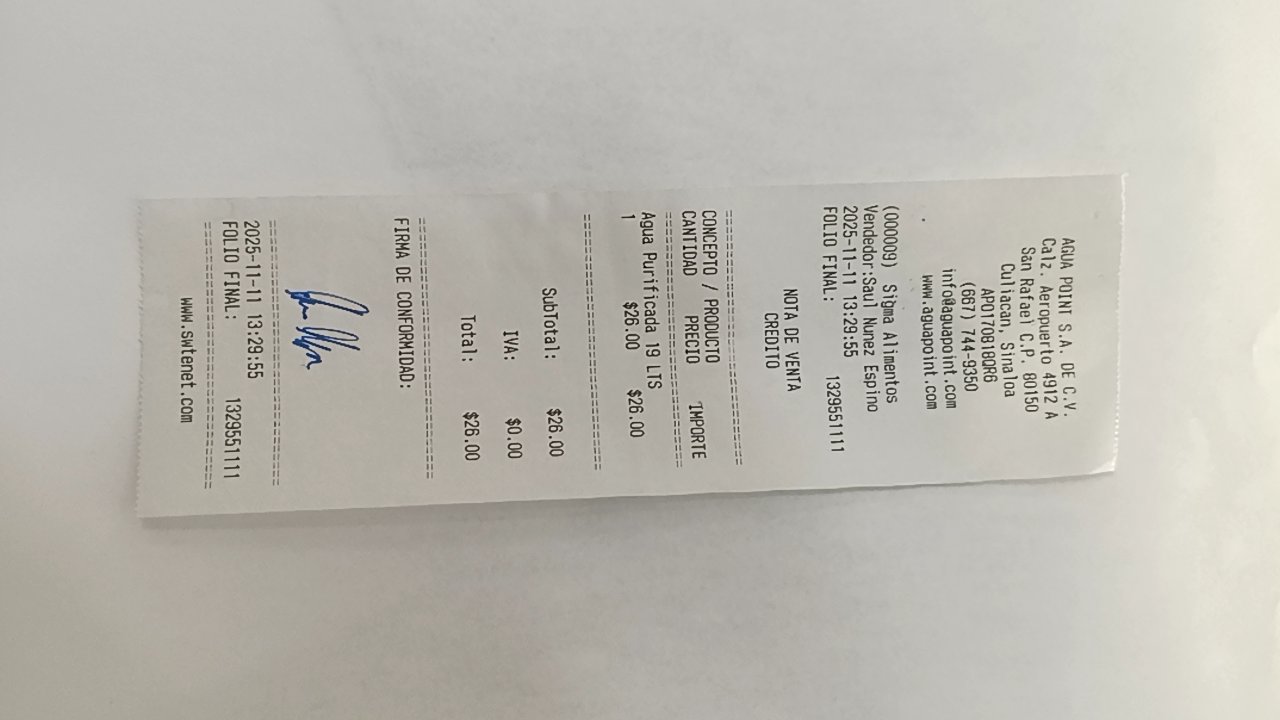 AGUA POINT S.A. DE C.V.
Calz. Aeropuerto 4912 A
San Rafael C.P. 80150
Culiacan, Sinaloa
APO170818QR6
(667) 744-9350
info@aguapoint.com
www.aguapoint.com
(000009) Sigma Alimentos
Vendedor:Saul Nunez Espino
2025-11-11 13:29:55
FOLIO FINAL: 1329551111
NOTA DE VENTA
CREDITO
===========================
CONCEPTO / PRODUCTO
CANTIDAD PRECIO IMPORTE
===========================
Agua Purificada 19 LTS
1 $26.00 $26.00
===========================
SubTotal: $26.00
IVA: $0.00
Total: $26.00
===========================
FIRMA DE CONFORMIDAD:
===========================
2025-11-11 13:29:55
FOLIO FINAL: 1329551111
===========================
www.swtenet.com